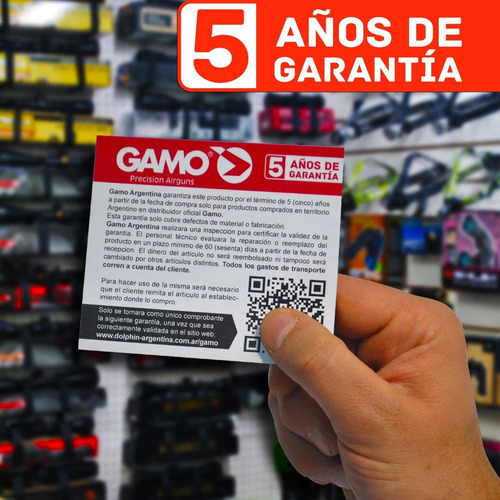 5 AÑOS DE
GARANTÍA
GAMO®
Precision Airguns
5 AÑOS DE
GARANTÍA
Gamo Argentina garantiza este producto por el término de 5 (cinco) años
a partir de la fecha de compra solo para productos comprados en territorio
Argentino en distribuidor oficial Gamo.
Esta garantía solo cubre defectos de material o fabricación.
Gamo Argentina realizara una inspección para certificar la validez de la
garantía. El personal técnico evaluara la reparación o reemplazo del
producto en un plazo mínimo de 60 (sesenta) días a partir de la fecha de
recepción. El dinero del artículo no será reembolsado ni tampoco será
cambiado por otros artículos distintos. Todos los gastos de transporte
corren a cuenta del cliente.
Para hacer uso de la misma será necesario
que el cliente remita el artículo al estableci-
miento donde lo compro.
Solo se tomara como único comprobante
la siguiente garantía, una vez que sea
correctamente validada en el sitio web:
www.dolphin-argentina.com.ar/gamo